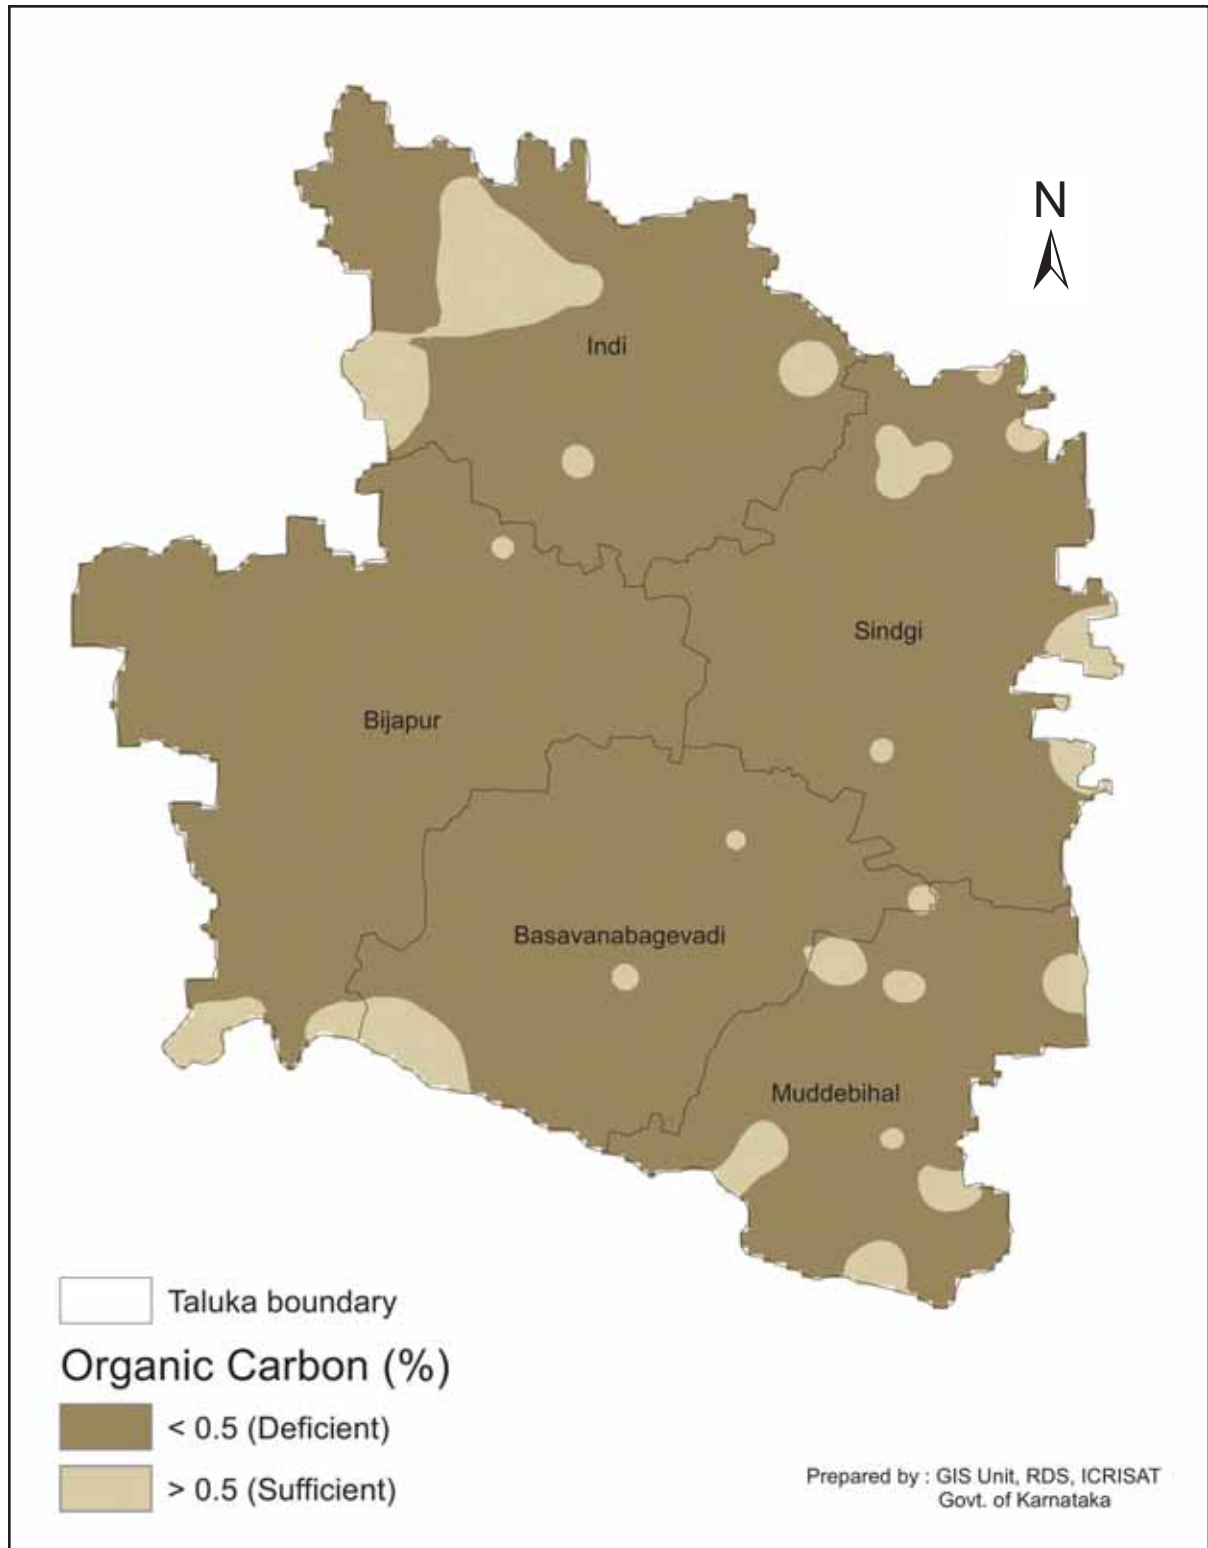 N
Indi
Sindgi
Bijapur
Basavanabagevadi
Muddebihal
Taluka boundary
Organic Carbon (%)
< 0.5 (Deficient)
> 0.5 (Sufficient)
Prepared by : GIS Unit, RDS, ICRISAT
Govt. of Karnataka